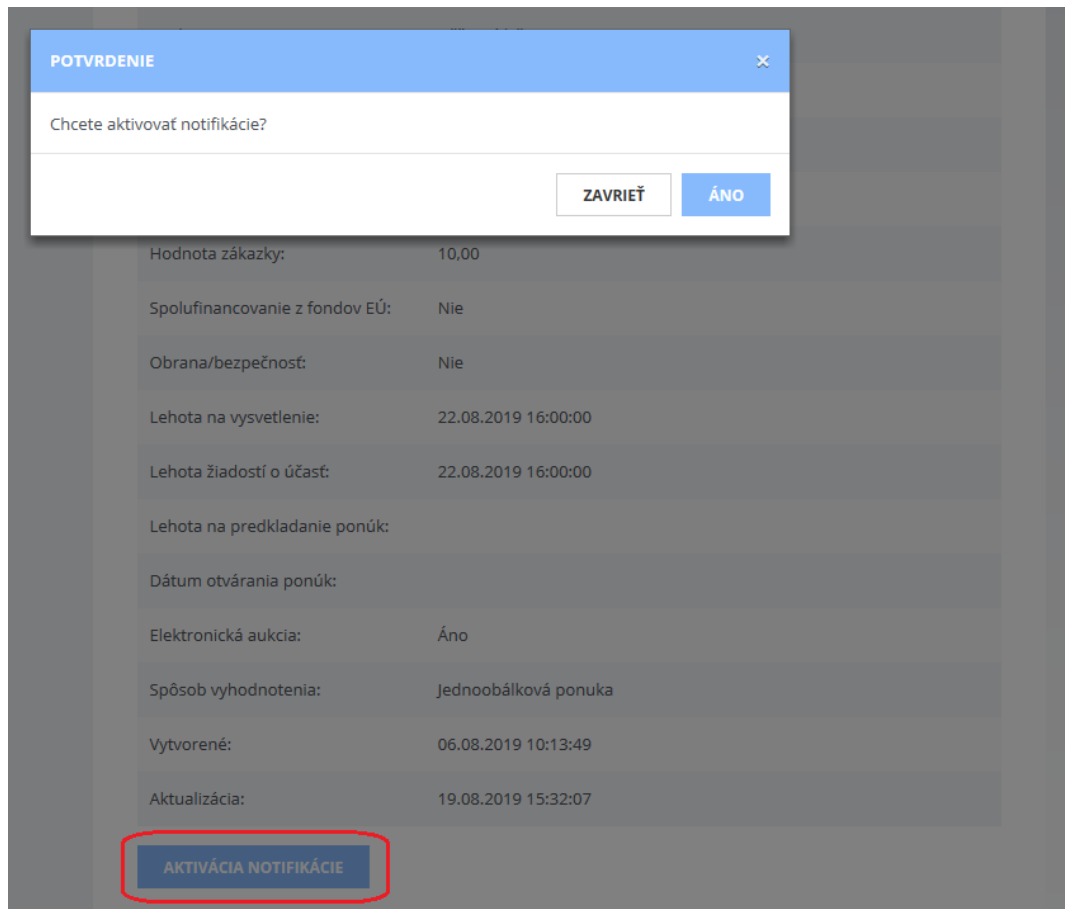 POTVRDENIE ×
Chcete aktivovať notifikácie?
ZAVRIEŤ ÁNO
Hodnota zákazky: 10,00
Spolufinancovanie z fondov EÚ: Nie
Obrana/bezpečnosť: Nie
Lehota na vysvetlenie: 22.08.2019 16:00:00
Lehota žiadostí o účasť: 22.08.2019 16:00:00
Lehota na predkladanie ponúk:
Dátum otvárania ponúk:
Elektronická aukcia: Áno
Spôsob vyhodnotenia: Jednoobálková ponuka
Vytvorené: 06.08.2019 10:13:49
Aktualizácia: 19.08.2019 15:32:07
AKTIVÁCIA NOTIFIKÁCIE